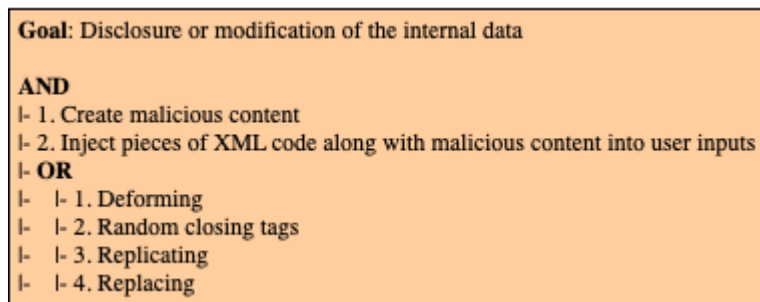 Goal: Disclosure or modification of the internal data
AND
|- 1. Create malicious content
|- 2. Inject pieces of XML code along with malicious content into user inputs
|- OR
|- |- 1. Deforming
|- |- 2. Random closing tags
|- |- 3. Replicating
|- |- 4. Replacing